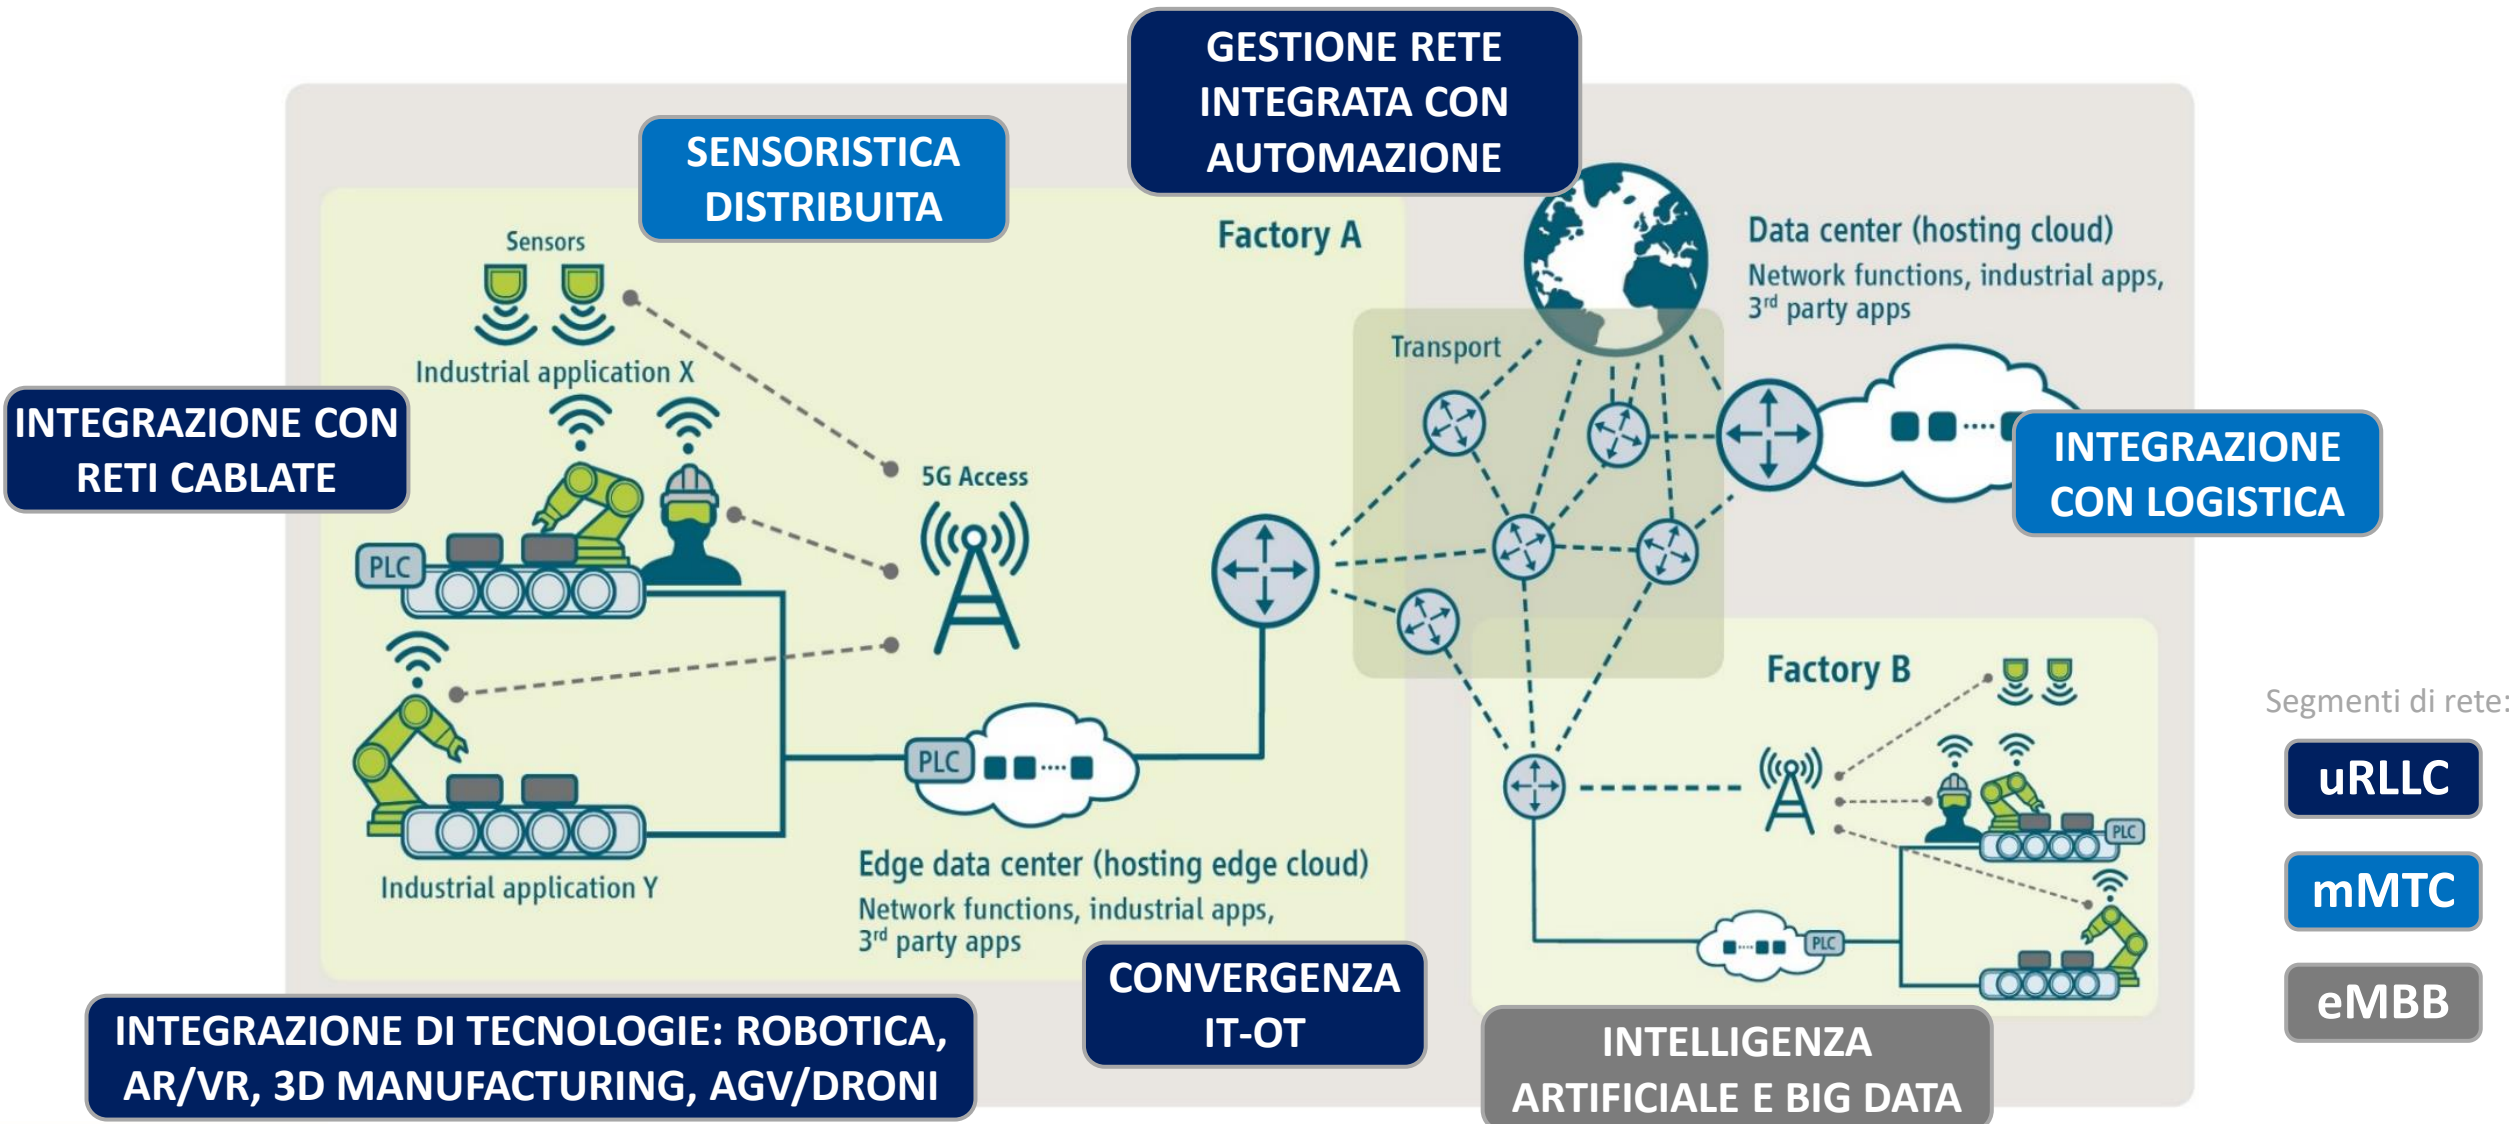 GESTIONE RETE
INTEGRATA CON
AUTOMAZIONE
SENSORISTICA
DISTRIBUITA
Factory A
Sensors
Data center (hosting cloud)
Network functions, industrial apps,
3rd party apps
Transport
Industrial application X
INTEGRAZIONE CON
RETI CABLATE
INTEGRAZIONE
CON LOGISTICA
5G Access
PLC
Factory B
Segmenti di rete:
PLC
uRLLC
PLC
Edge data center (hosting edge cloud)
Network functions, industrial apps,
3rd party apps
Industrial application Y
mMTC
PLC
CONVERGENZA
IT-OT
eMBB
INTEGRAZIONE DI TECNOLOGIE: ROBOTICA,
AR/VR, 3D MANUFACTURING, AGV/DRONI
INTELLIGENZA
ARTIFICIALE E BIG DATA